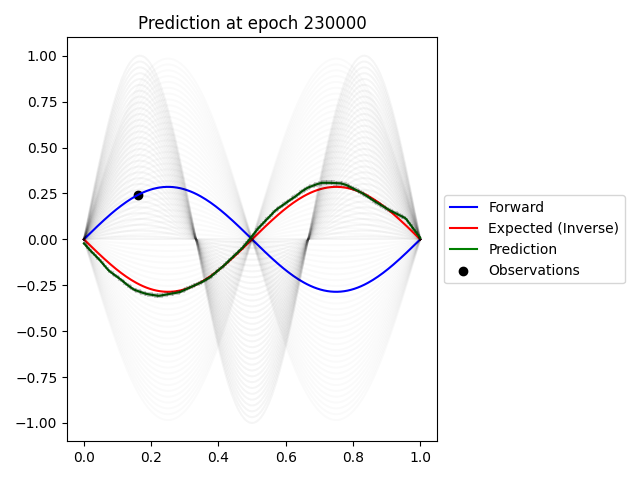 Prediction at epoch 230000
1.00
0.75
0.50
0.25
0.00
−0.25
−0.50
−0.75
−1.00
0.0 0.2 0.4 0.6 0.8 1.0
Forward
Expected (Inverse)
Prediction
Observations